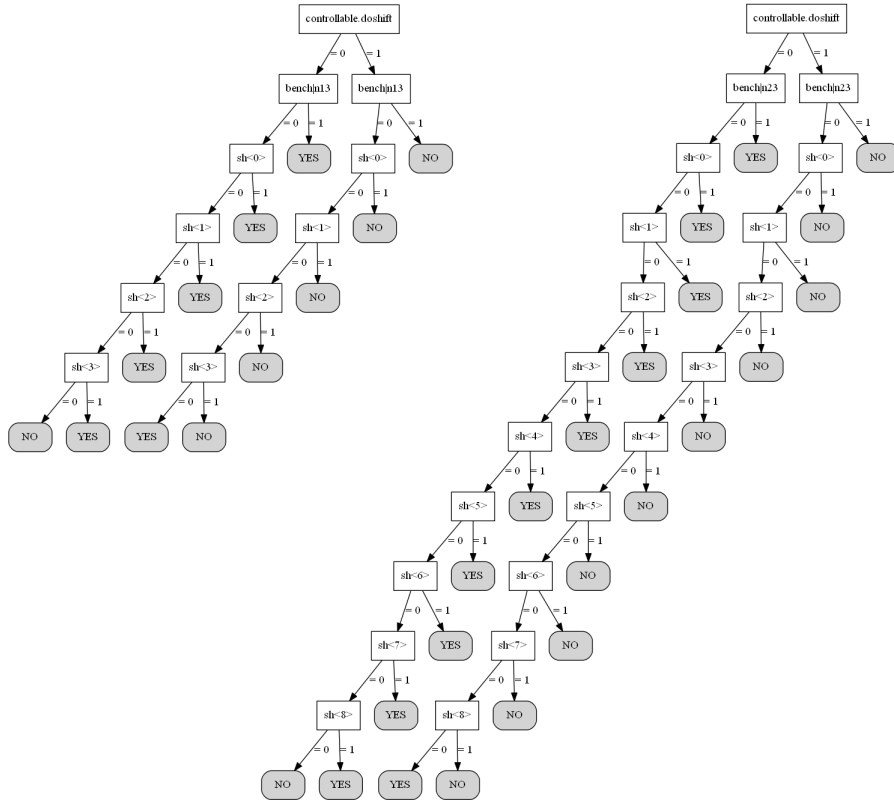 controllable.doshift
controllable.doshift
= 0
= 1
= 0
= 1
bench|n13
bench|n13
bench|n23
bench|n23
= 0
= 1
= 0
= 1
= 0
= 1
= 0
= 1
sh<0>
YES
sh<0>
NO
sh<0>
YES
sh<0>
NO
= 0
= 1
= 0
= 1
= 0
= 1
= 0
= 1
sh<1>
YES
sh<1>
NO
sh<1>
YES
sh<1>
NO
= 0
= 1
= 0
= 1
= 0
= 1
= 0
= 1
sh<2>
YES
sh<2>
NO
sh<2>
YES
sh<2>
NO
= 0
= 1
= 0
= 1
= 0
= 1
= 0
= 1
sh<3>
YES
sh<3>
NO
sh<3>
YES
sh<3>
NO
= 0
= 1
= 0
= 1
= 0
= 1
= 0
= 1
NO
YES
YES
NO
sh<4>
YES
sh<4>
NO
= 0
= 1
= 0
= 1
sh<5>
YES
sh<5>
NO
= 0
= 1
= 0
= 1
sh<6>
YES
sh<6>
NO
= 0
= 1
= 0
= 1
sh<7>
YES
sh<7>
NO
= 0
= 1
= 0
= 1
sh<8>
YES
sh<8>
NO
= 0
= 1
= 0
= 1
NO
YES
YES
NO